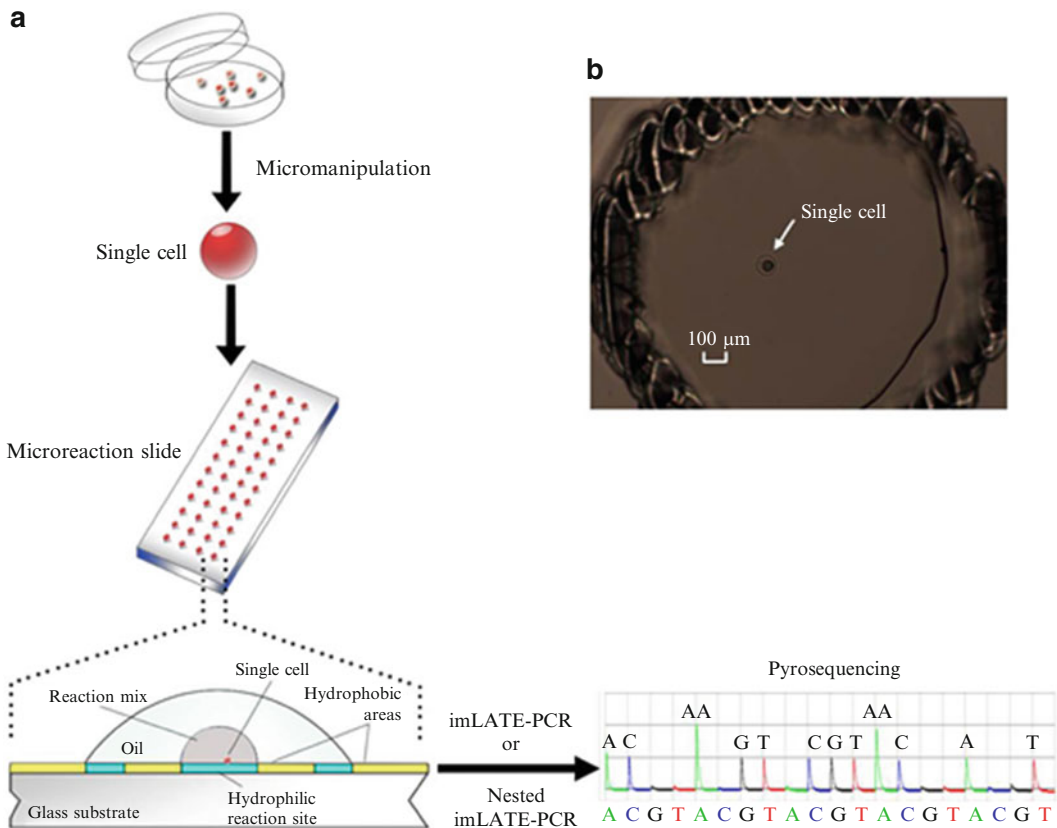 a
Micromanipulation
Single cell
Microreaction slide
Single cell
Reaction mix
Hydrophobic
areas
Oil
Glass substrate
Hydrophilic
reaction site
imLATE-PCR
or
Nested
imLATE-PCR
b
Single cell
100 μm
Pyrosequencing
AA AA
A C G T C G T C A T
A C G T A C G T A C G T A C G T A C G T